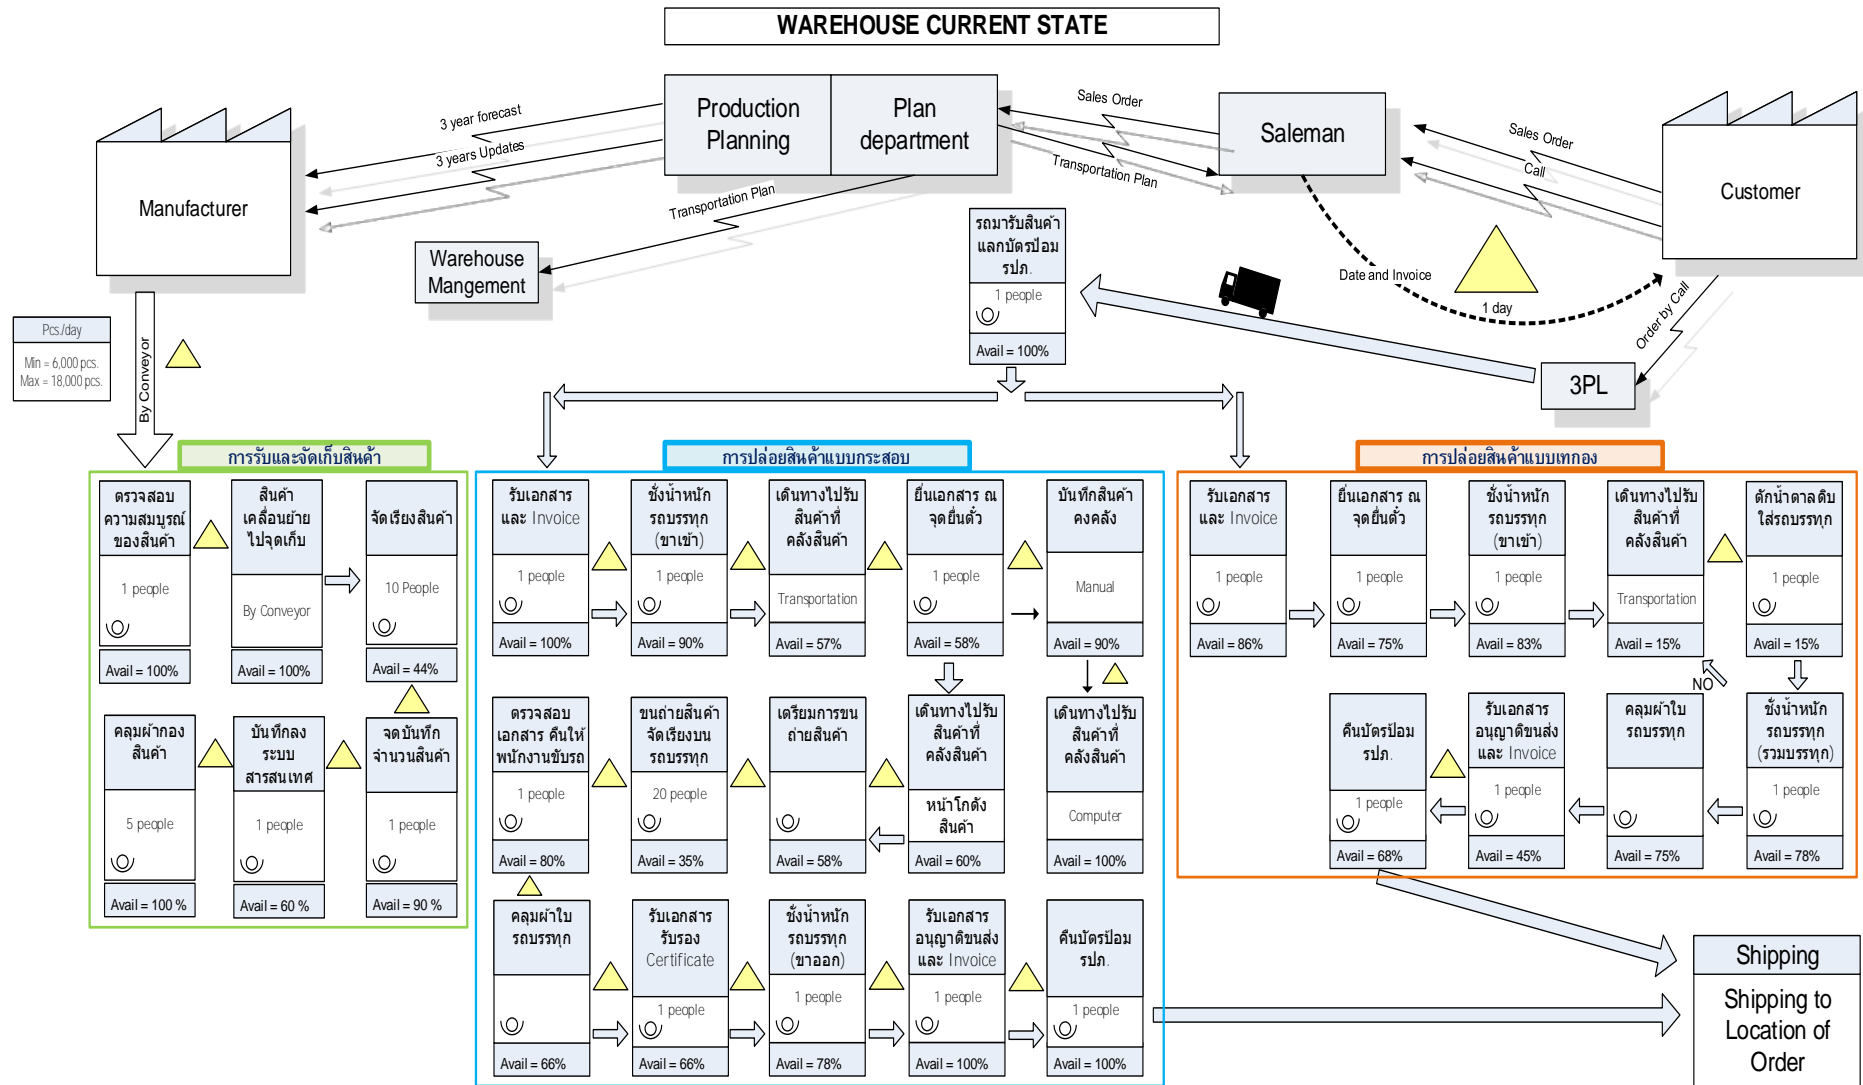 WAREHOUSE CURRENT STATE
Production
Planning
Plan
department
Saleman
Customer
Manufacturer
3 year forecast
3 years Updates
Transportation Plan
Sales Order
Transportation Plan
Sales Order
Call
Warehouse
Mangement
รถมารับสินค้า
แลกบัตรป้อม
รปภ.
1 people
Avail = 100%
Date and Invoice
1 day
Order by Call
3PL
Pcs./day
Min = 6,000 pcs.
Max = 18,000 pcs.
By Conveyor
การรับและจัดเก็บสินค้า
ตรวจสอบ
ความสมบูรณ์
ของสินค้า
1 people
Avail = 100%
สินค้า
เคลื่อนย้าย
ไปจุดเก็บ
By Conveyor
Avail = 100%
จัดเรียงสินค้า
10 People
Avail = 44%
คลุมผ้ากอง
สินค้า
5 people
Avail = 100 %
บันทึกลง
ระบบ
สารสนเทศ
1 people
Avail = 60 %
จดบันทึก
จำนวนสินค้า
1 people
Avail = 90 %
การปล่อยสินค้าแบบกระสอบ
รับเอกสาร
และ Invoice
1 people
Avail = 100%
ชั่งน้ำหนัก
รถบรรทุก
(ขาเข้า)
1 people
Avail = 90%
เดินทางไปรับ
สินค้าที่
คลังสินค้า
Transportation
Avail = 57%
ยื่นเอกสาร ณ
จุดยื่นตั๋ว
1 people
Avail = 58%
บันทึกสินค้า
คงคลัง
Manual
Avail = 90%
ตรวจสอบ
เอกสาร คืนให้
พนักงานขับรถ
1 people
Avail = 80%
ขนถ่ายสินค้า
จัดเรียงบน
รถบรรทุก
20 people
Avail = 35%
เตรียมการขน
ถ่ายสินค้า
Avail = 58%
เดินทางไปรับ
สินค้าที่
คลังสินค้า
หน้าโกดัง
สินค้า
Avail = 60%
เดินทางไปรับ
สินค้าที่
คลังสินค้า
Computer
Avail = 100%
คลุมผ้าใบ
รถบรรทุก
Avail = 66%
รับเอกสาร
รับรอง
Certificate
1 people
Avail = 66%
ชั่งน้ำหนัก
รถบรรทุก
(ขาออก)
1 people
Avail = 78%
รับเอกสาร
อนุญาติขนส่ง
และ Invoice
1 people
Avail = 100%
คืนบัตรป้อม
รปภ.
1 people
Avail = 100%
การปล่อยสินค้าแบบเทกอง
รับเอกสาร
และ Invoice
1 people
Avail = 86%
ยื่นเอกสาร ณ
จุดยื่นตั๋ว
1 people
Avail = 75%
ชั่งน้ำหนัก
รถบรรทุก
(ขาเข้า)
1 people
Avail = 83%
เดินทางไปรับ
สินค้าที่
คลังสินค้า
Transportation
Avail = 15%
ตักน้ำตาลดิบ
ใส่รถบรรทุก
1 people
Avail = 15%
NO
คืนบัตรป้อม
รปภ.
1 people
Avail = 68%
รับเอกสาร
อนุญาติขนส่ง
และ Invoice
1 people
Avail = 45%
คลุมผ้าใบ
รถบรรทุก
Avail = 75%
ชั่งน้ำหนัก
รถบรรทุก
(รวมบรรทุก)
1 people
Avail = 78%
Shipping
Shipping to
Location of
Order